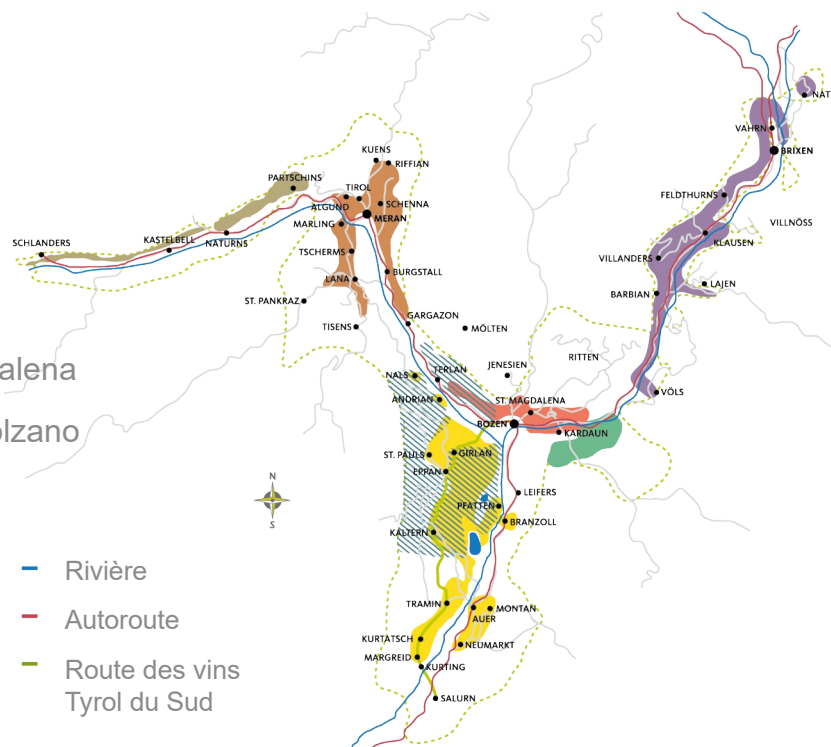 NAT
VAHRN
BRIXEN
KUENS
RIFFIAN
PARTSCHINS
TIROL
FELDTHURNS
ALGUND
SCHENNA
MERAN
MARLING
VILLNÖSS
SCHLANDERS
KASTELBELL
NATURNS
KLAUSEN
TSCHERMS
VILLANDERS
LANA
BURGSTALL
LAJEN
BARBIAN
ST. PANKRAZ
GARGAZON
TISENS
MÖLTEN
RITTEN
alena
JENESIEN
NALS
TERLAN
VÖLS
ANDRIAN
ST. MAGDALENA
BOZEN
olzano
KARDAUN
ST. PAULS
GIRLAN
EPPAN
N
LEIFERS
PFATTEN
S
BRANZOLL
KALTERN
Rivière
TRAMIN
MONTAN
Autoroute
AUER
KURTATSCH
NEUMARKT
MARGREID
Route des vins
KURTING
Tyrol du Sud
SALURN